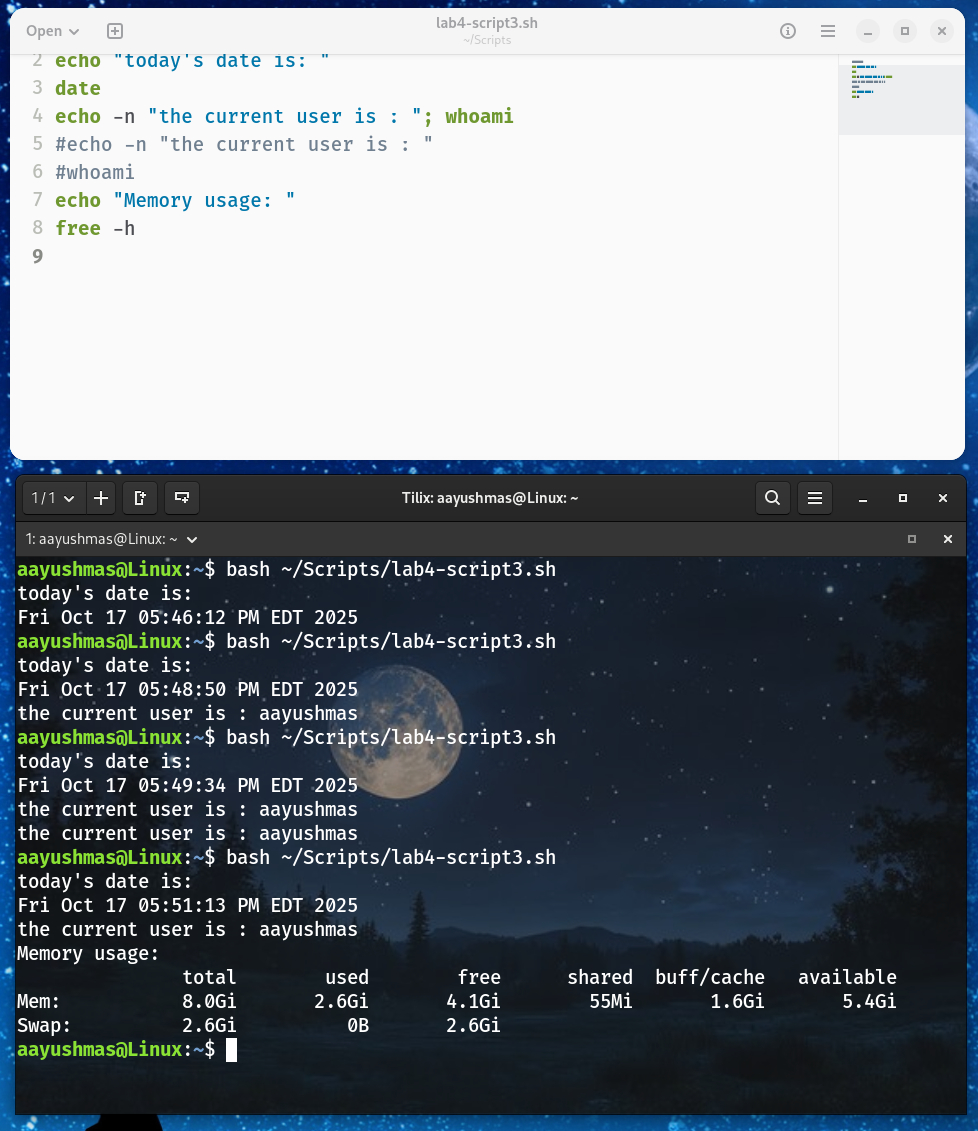 Open
lab4-script3.sh
~/Scripts
2 echo "today's date is: "
3 date
4 echo -n "the current user is : "; whoami
5 #echo -n "the current user is : "
6 #whoami
7 echo "Memory usage: "
8 free -h
9
1/1
Tilix: aayushmas@Linux: ~
1: aayushmas@Linux: ~
aayushmas@Linux:~$ bash ~/Scripts/lab4-script3.sh
today's date is:
Fri Oct 17 05:46:12 PM EDT 2025
aayushmas@Linux:~$ bash ~/Scripts/lab4-script3.sh
today's date is:
Fri Oct 17 05:48:50 PM EDT 2025
the current user is : aayushmas
aayushmas@Linux:~$ bash ~/Scripts/lab4-script3.sh
today's date is:
Fri Oct 17 05:49:34 PM EDT 2025
the current user is : aayushmas
the current user is : aayushmas
aayushmas@Linux:~$ bash ~/Scripts/lab4-script3.sh
today's date is:
Fri Oct 17 05:51:13 PM EDT 2025
the current user is : aayushmas
Memory usage:
               total        used        free      shared  buff/cache   available
Mem:           8.0Gi       2.6Gi       4.1Gi        55Mi       1.6Gi       5.4Gi
Swap:          2.6Gi          0B       2.6Gi
aayushmas@Linux:~$